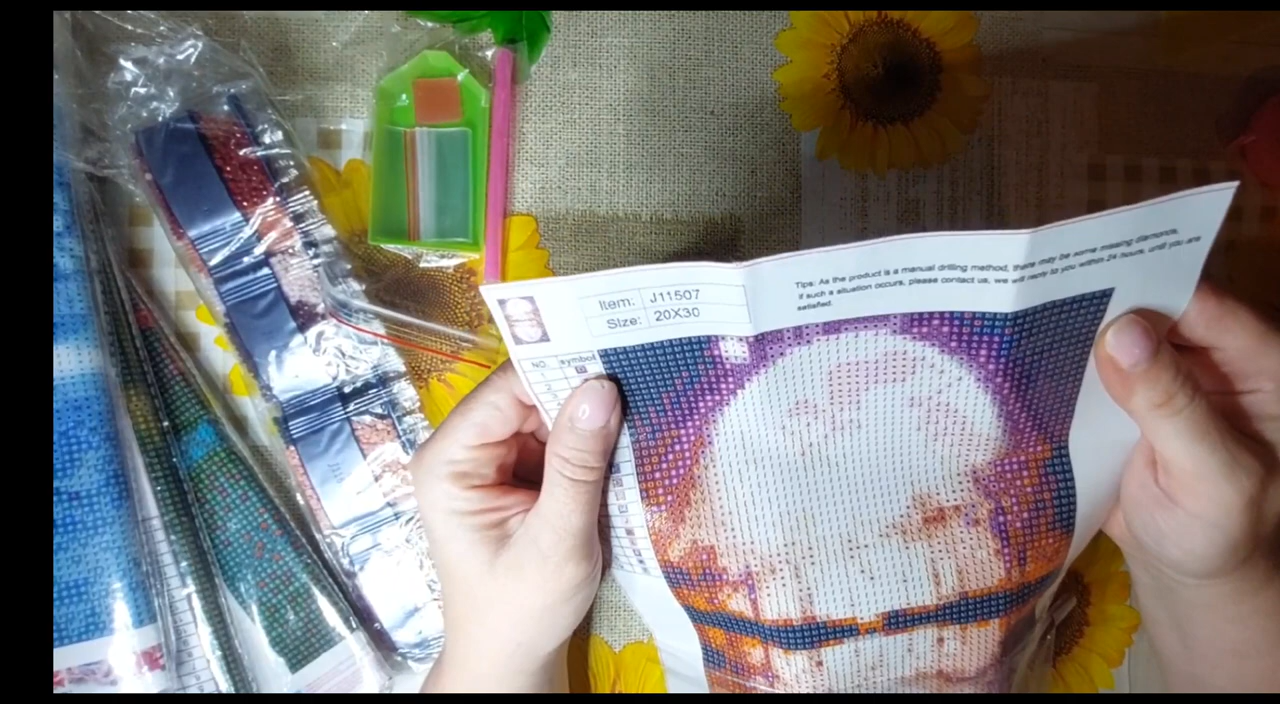 Item: J11507
Size: 20X30
Tips: As the product is a manual drilling method, there may be some missing diamonds.
If such a situation occurs, please contact us, we will reply to you within 24 hours, until you are
satisfied.
NO. symbol
2